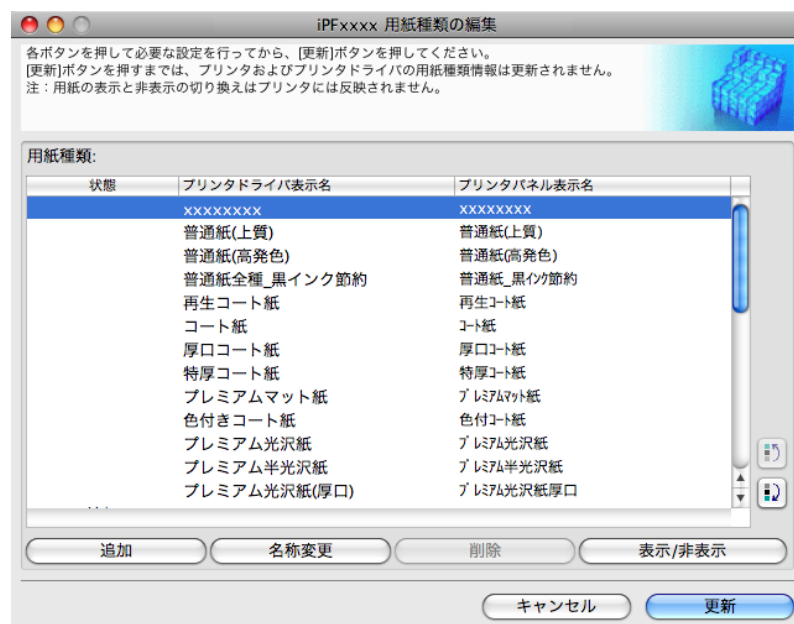 iPFxxxx 用紙種類の編集
各ボタンを押して必要な設定を行ってから、[更新]ボタンを押してください。
[更新]ボタンを押すまでは、プリンタおよびプリンタドライバの用紙種類情報は更新されません。
注：用紙の表示と非表示の切り換えはプリンタには反映されません。
用紙種類:
状態 プリンタドライバ表示名 プリンタパネル表示名
xxxxxxxx xxxxxxxx
普通紙(上質) 普通紙(上質)
普通紙(高発色) 普通紙(高発色)
普通紙全種_黒インク節約 普通紙_黒ｲﾝｸ節約
再生コート紙 再生ｺｰﾄ紙
コート紙 ｺｰﾄ紙
厚口コート紙 厚口ｺｰﾄ紙
特厚コート紙 特厚ｺｰﾄ紙
プレミアムマット紙 ﾌﾟﾚﾐｱﾑﾏｯﾄ紙
色付きコート紙 色付ｺｰﾄ紙
プレミアム光沢紙 ﾌﾟﾚﾐｱﾑ光沢紙
プレミアム半光沢紙 ﾌﾟﾚﾐｱﾑ半光沢紙
プレミアム光沢紙(厚口) ﾌﾟﾚﾐｱﾑ光沢紙厚口
追加 名称変更 削除 表示/非表示
キャンセル 更新